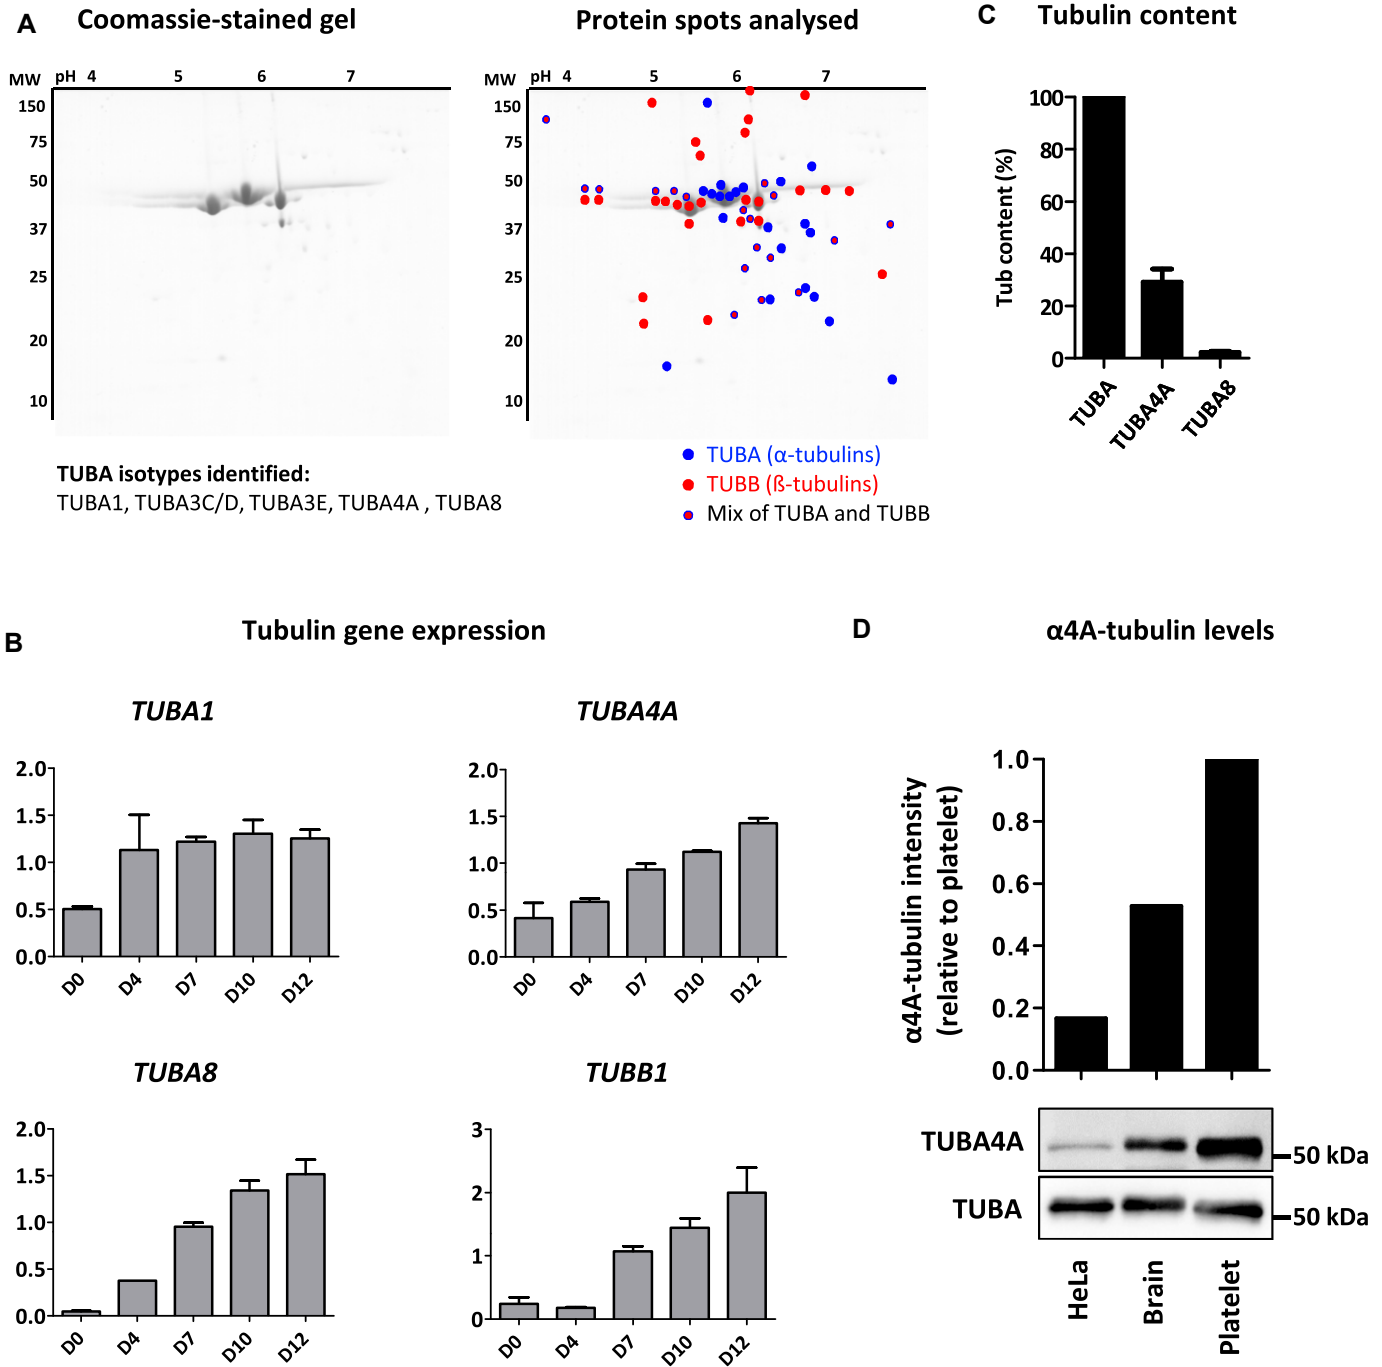 A
Coomassie-stained gel
MW pH 4 5 6 7
150
75
50
37
25
20
10
TUBA isotypes identified:
TUBA1, TUBA3C/D, TUBA3E, TUBA4A , TUBA8
Protein spots analysed
MW pH 4 5 6 7
150
75
50
37
25
20
10
TUBA (α-tubulins)
TUBB (ß-tubulins)
Mix of TUBA and TUBB
C
Tubulin content
Tub content (%)
100
80
60
40
20
0
TUBA TUBA4A TUBA8
B
Tubulin gene expression
TUBA1
2.0
1.5
1.0
0.5
0.0
D0 D4 D7 D10 D12
TUBA4A
2.0
1.5
1.0
0.5
0.0
D0 D4 D7 D10 D12
TUBA8
2.0
1.5
1.0
0.5
0.0
D0 D4 D7 D10 D12
TUBB1
3
2
1
0
D0 D4 D7 D10 D12
D
α4A-tubulin levels
α4A-tubulin intensity
(relative to platelet)
1.0
0.8
0.6
0.4
0.2
0.0
TUBA4A 50 kDa
TUBA 50 kDa
HeLa Brain Platelet